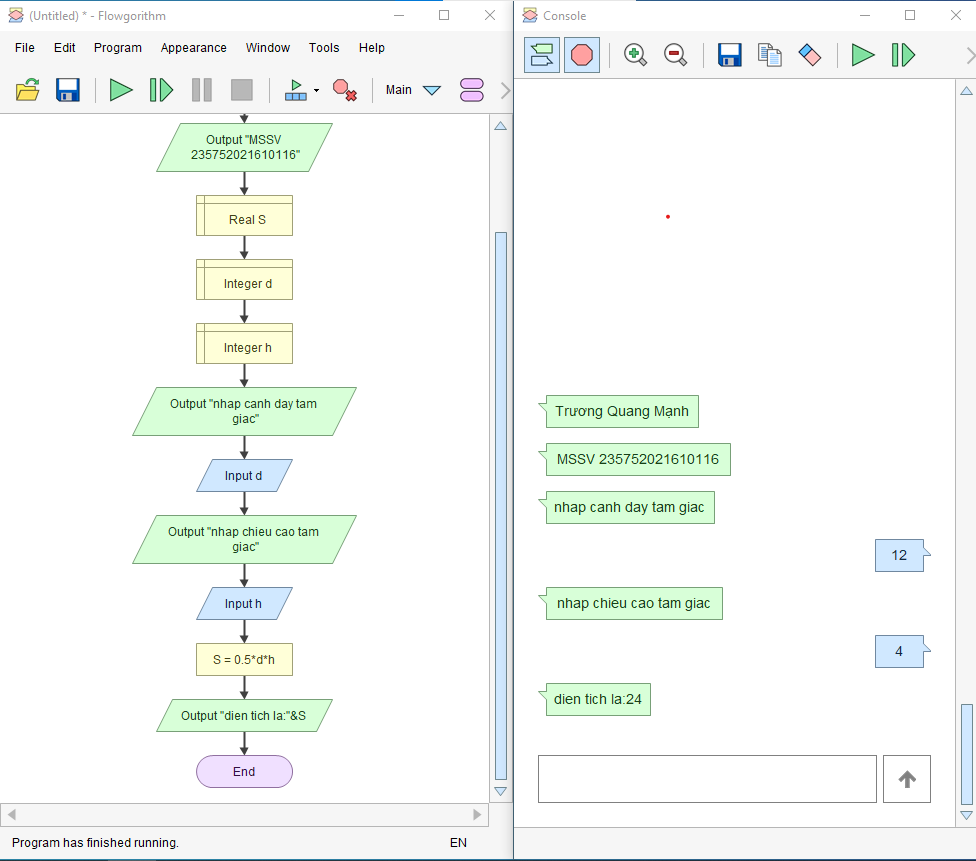 (Untitled) * - Flowgorithm
File Edit Program Appearance Window Tools Help
Main
Output "MSSV
235752021610116"
Real S
Integer d
Integer h
Output "nhap canh day tam
giac"
Input d
Output "nhap chieu cao tam
giac"
Input h
S = 0.5*d*h
Output "dien tich la:"&S
End
Program has finished running.
EN
Console
Trương Quang Mạnh
MSSV 235752021610116
nhap canh day tam giac
12
nhap chieu cao tam giac
4
dien tich la:24